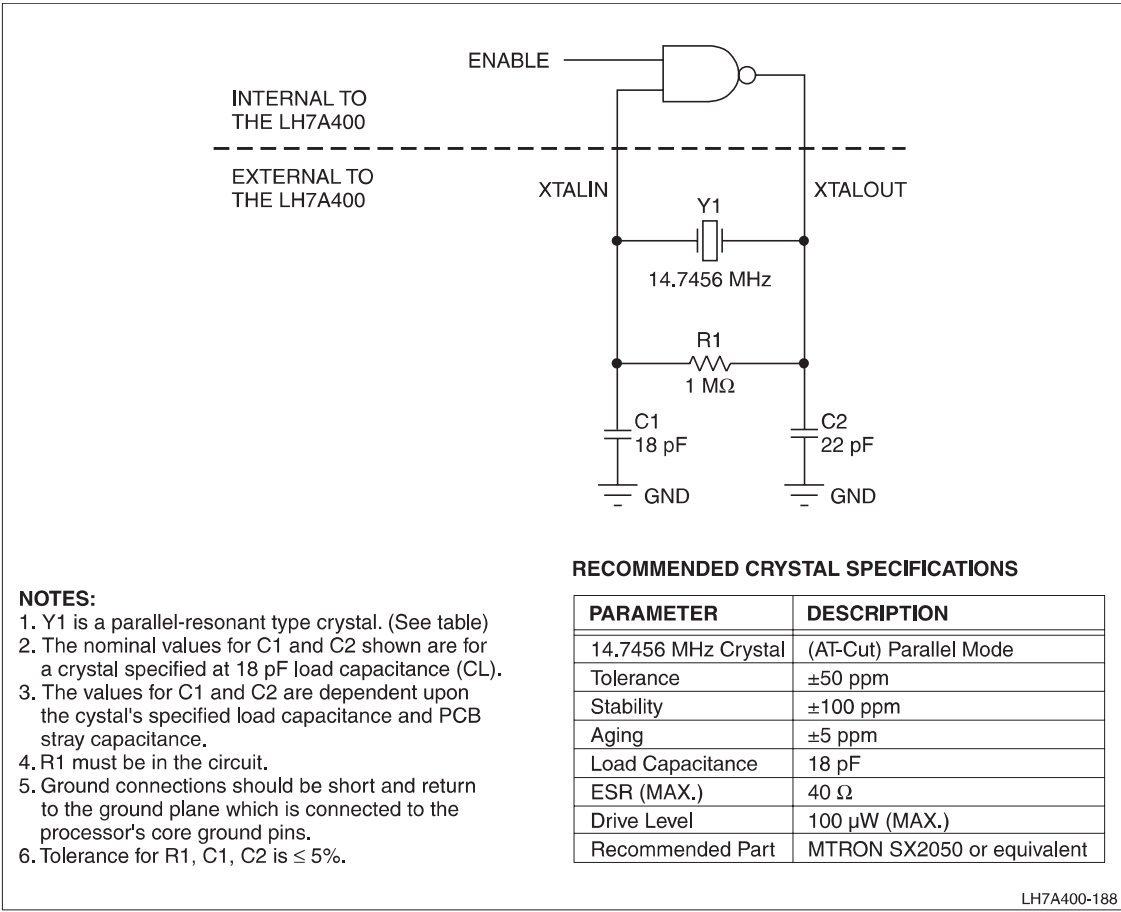 ENABLE
INTERNAL TO
THE LH7A400
EXTERNAL TO
THE LH7A400
XTALIN
XTALOUT
Y1
14.7456 MHz
R1
1 MΩ
C1
18 pF
C2
22 pF
GND
GND
NOTES:
1. Y1 is a parallel-resonant type crystal. (See table)
2. The nominal values for C1 and C2 shown are for
a crystal specified at 18 pF load capacitance (CL).
3. The values for C1 and C2 are dependent upon
the cystal's specified load capacitance and PCB
stray capacitance.
4. R1 must be in the circuit.
5. Ground connections should be short and return
to the ground plane which is connected to the
processor's core ground pins.
6. Tolerance for R1, C1, C2 is ≤ 5%.
RECOMMENDED CRYSTAL SPECIFICATIONS
PARAMETER DESCRIPTION
14.7456 MHz Crystal (AT-Cut) Parallel Mode
Tolerance ±50 ppm
Stability ±100 ppm
Aging ±5 ppm
Load Capacitance 18 pF
ESR (MAX.) 40 Ω
Drive Level 100 µW (MAX.)
Recommended Part MTRON SX2050 or equivalent
LH7A400-188